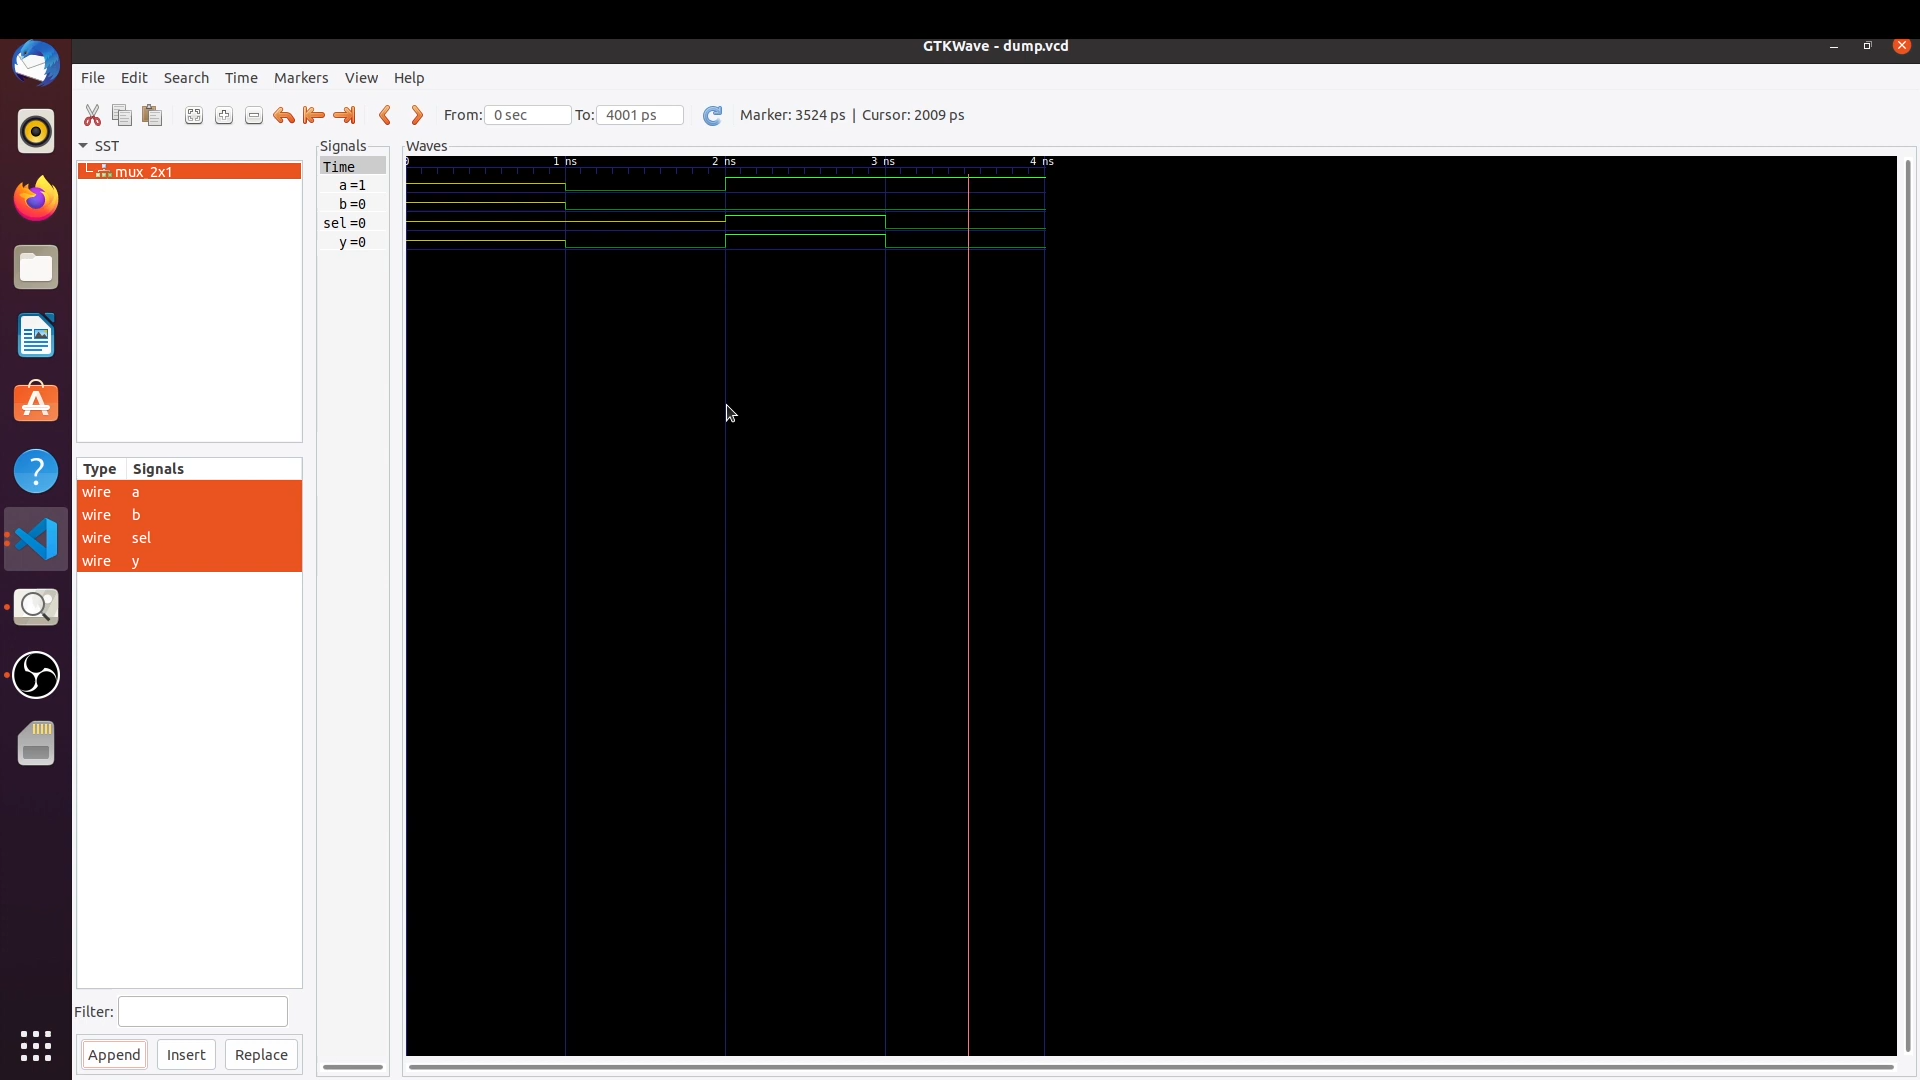 GTKWave - dump.vcd
File Edit Search Time Markers View Help
From: 0 sec To: 4001 ps Marker: 3524 ps | Cursor: 2009 ps
SST
mux_2x1
Signals
Time
a=1
b=0
sel=0
y=0
Waves
0 1 ns 2 ns 3 ns 4 ns
Type Signals
wire a
wire b
wire sel
wire y
Filter:
Append Insert Replace